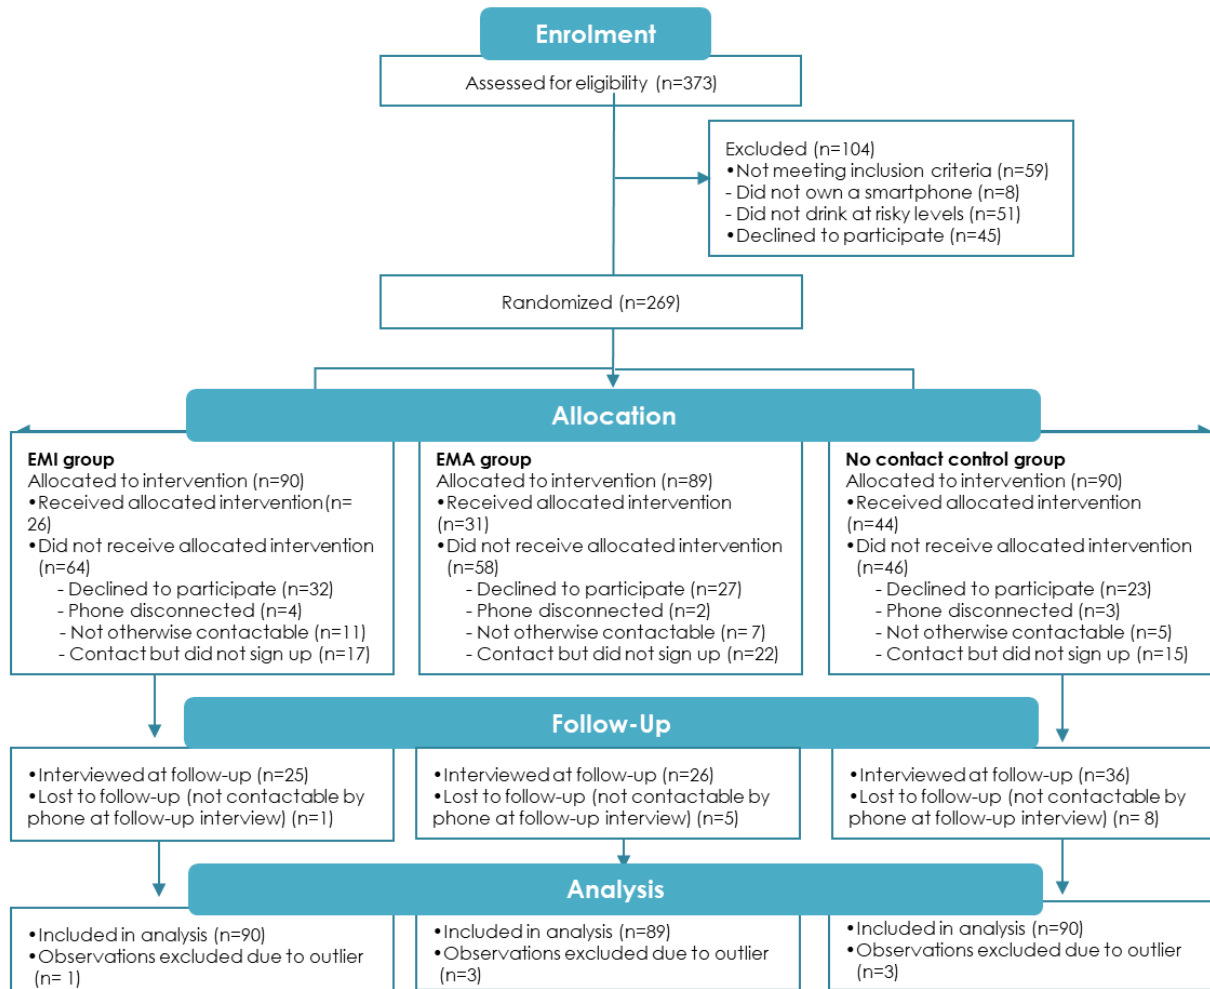 Enrolment
Assessed for eligibility (n=373)
Excluded (n=104)
•Not meeting inclusion criteria (n=59)
- Did not own a smartphone (n=8)
- Did not drink at risky levels (n=51)
•Declined to participate (n=45)
Randomized (n=269)
Allocation
EMI group
Allocated to intervention (n=90)
•Received allocated intervention (n=
26)
•Did not receive allocated intervention
(n=64)
- Declined to participate (n=32)
- Phone disconnected (n=4)
- Not otherwise contactable (n=11)
- Contact but did not sign up (n=17)
EMA group
Allocated to intervention (n=89)
•Received allocated intervention
(n=31)
•Did not receive allocated intervention
(n=58)
- Declined to participate (n=27)
- Phone disconnected (n=2)
- Not otherwise contactable (n= 7)
- Contact but did not sign up (n=22)
No contact control group
Allocated to intervention (n=90)
•Received allocated intervention
(n=44)
•Did not receive allocated intervention
(n=46)
- Declined to participate (n=23)
- Phone disconnected (n=3)
- Not otherwise contactable (n=5)
- Contact but did not sign up (n=15)
Follow-Up
•Interviewed at follow-up (n=25)
•Lost to follow-up (not contactable by
phone at follow-up interview) (n=1)
•Interviewed at follow-up (n=26)
•Lost to follow-up (not contactable by
phone at follow-up interview) (n=5)
•Interviewed at follow-up (n=36)
•Lost to follow-up (not contactable by
phone at follow-up interview) (n= 8)
Analysis
•Included in analysis (n=90)
•Observations excluded due to outlier
(n= 1)
•Included in analysis (n=89)
•Observations excluded due to outlier
(n=3)
•Included in analysis (n=90)
•Observations excluded due to outlier
(n=3)